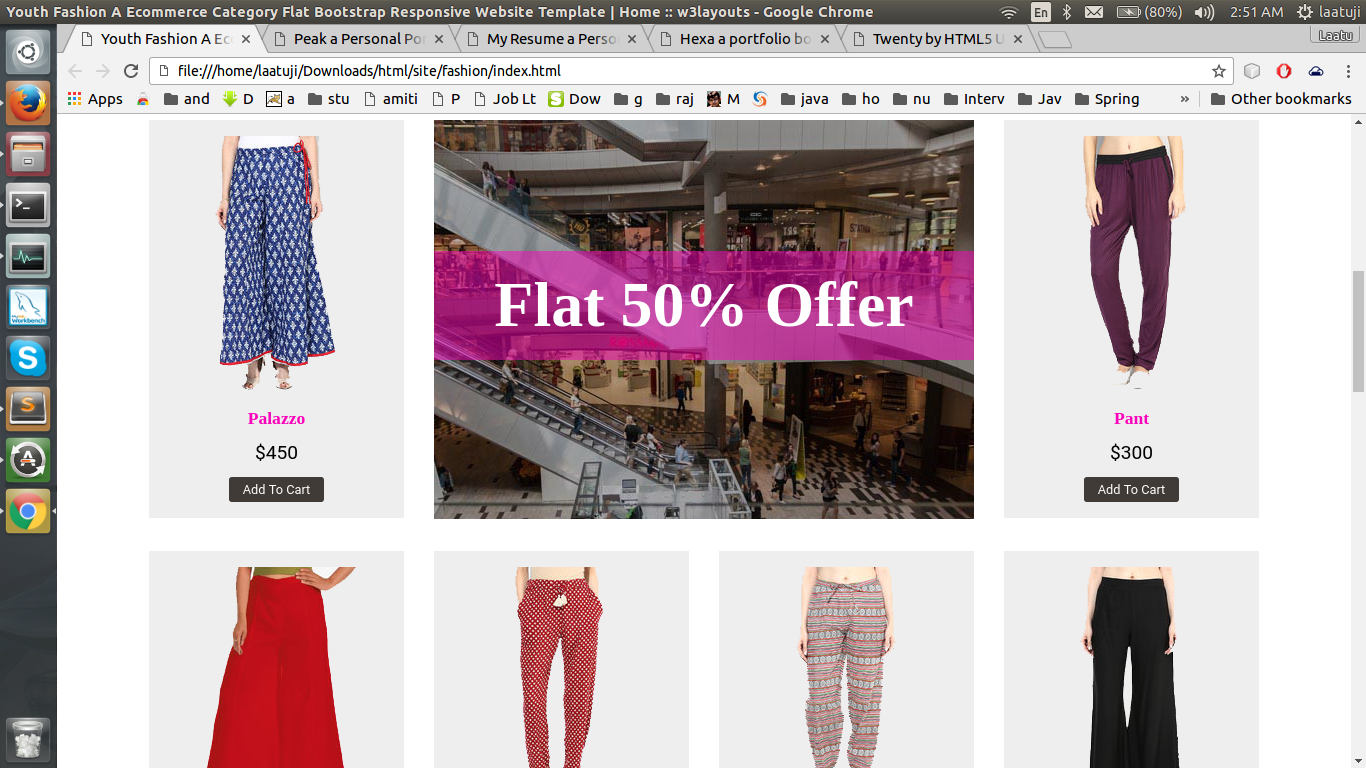 Youth Fashion A Ecommerce Category Flat Bootstrap Responsive Website Template | Home :: w3layouts - Google Chrome
En
(80%)
2:51 AM
laatuji
Youth Fashion A Ec
Peak a Personal Por
My Resume a Perso
Hexa a portfolio bo
Twenty by HTML5 U
Laatu
file:///home/laatuji/Downloads/html/site/fashion/index.html
Apps
and
D
a
stu
amiti
P
Job Lt
Dow
g
raj
M
java
ho
nu
Interv
Jav
Spring
»
Other bookmarks
Flat 50% Offer
Palazzo
$450
Add To Cart
Pant
$300
Add To Cart